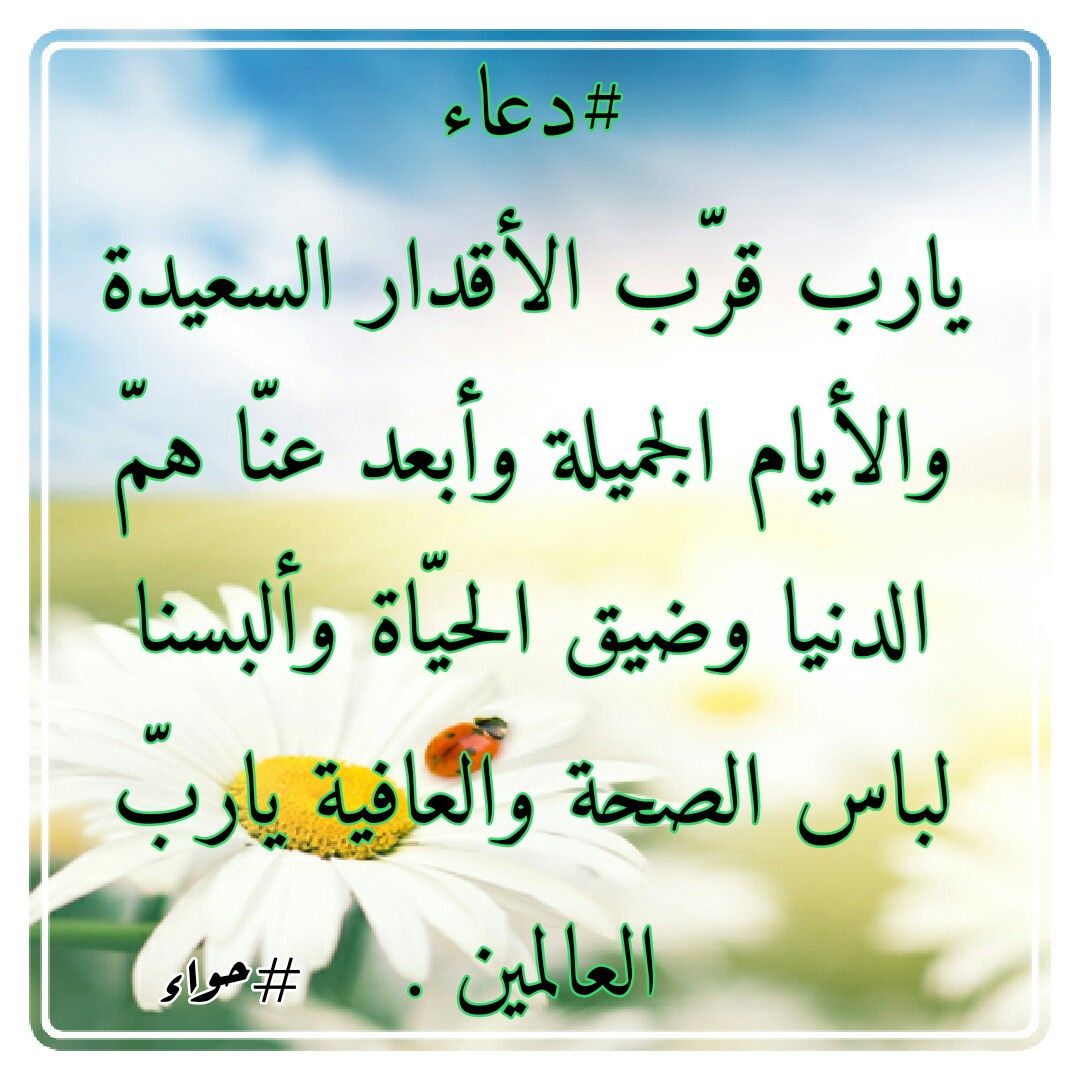 #دعاء
يارب قرّب الأقدار السعيدة
والأيام الجميلة وأبعد عنّا همّ
الدنيا وضيق الحيّاة وألبسنا
لباس الصحة والعافية ياربّ
العالمين .
#حواء